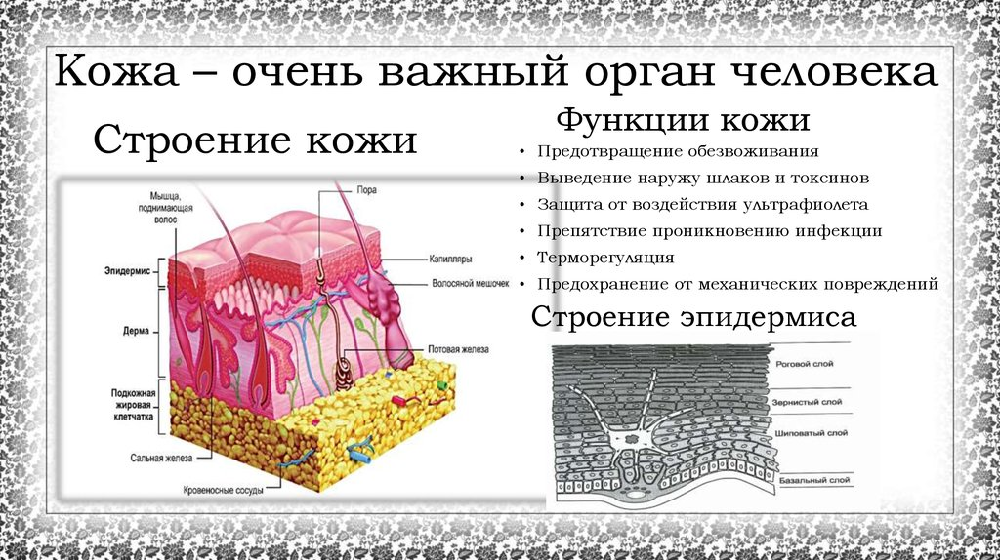 Кожа – очень важный орган человека
Строение кожи
Мышца,
поднимающая
волос
Пора
Эпидермис
Капилляры
Волосяной мешочек
Дерма
Потовая железа
Подкожная
жировая
клетчатка
Сальная железа
Кровеносные сосуды
Функции кожи
• Предотвращение обезвоживания
• Выведение наружу шлаков и токсинов
• Защита от воздействия ультрафиолета
• Препятствие проникновению инфекции
• Терморегуляция
• Предохранение от механических повреждений
Строение эпидермиса
Роговой слой
Зернистый слой
Шиповатый слой
Базальный слой